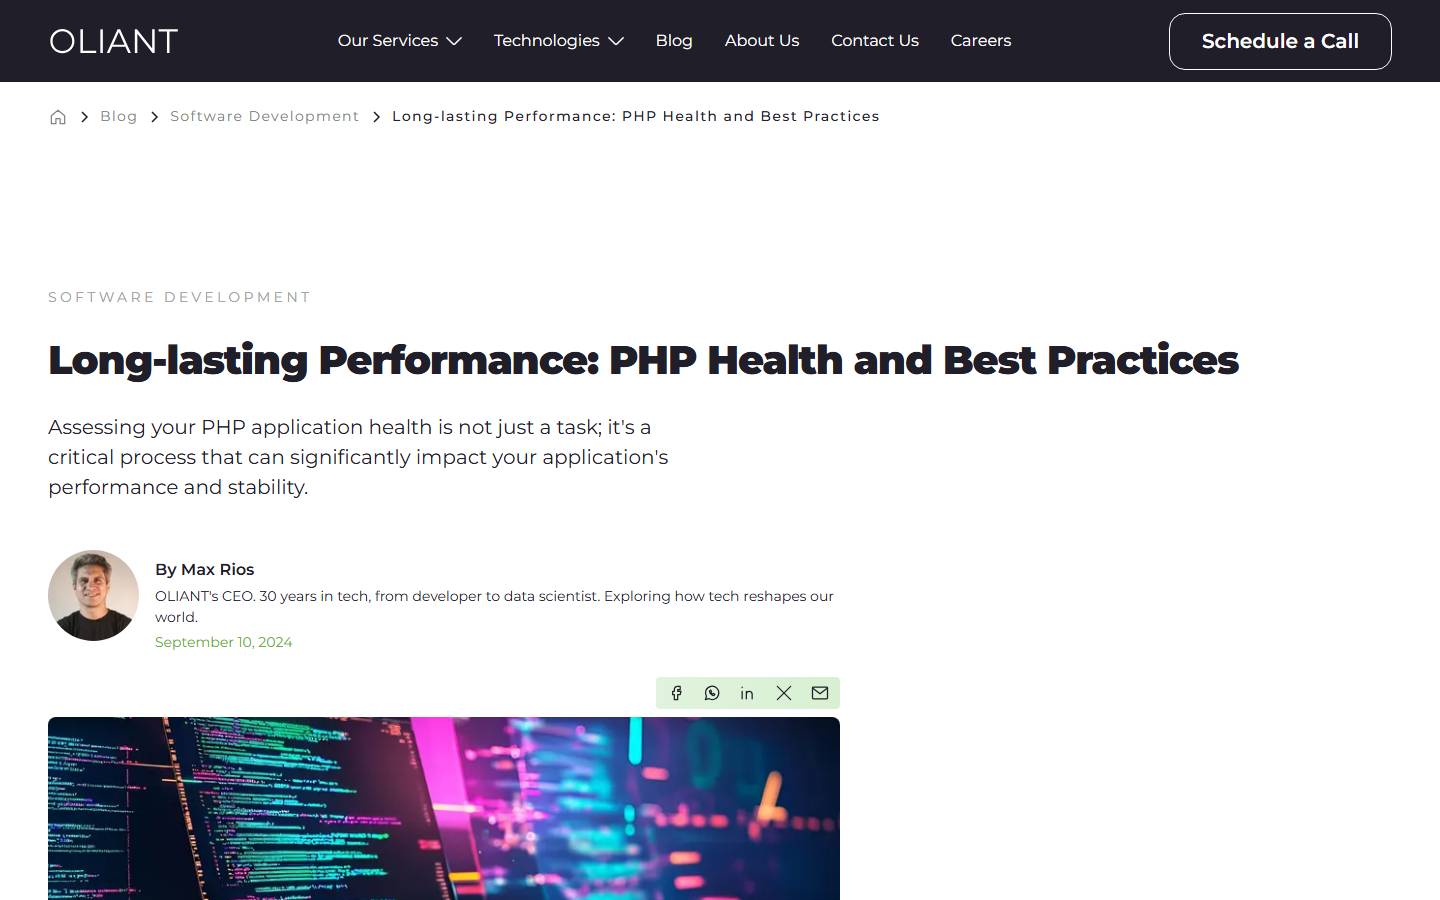 OLIANT
Our Services
Technologies
Blog
About Us
Contact Us
Careers
Schedule a Call
Blog
Software Development
Long-lasting Performance: PHP Health and Best Practices
SOFTWARE DEVELOPMENT
Long-lasting Performance: PHP Health and Best Practices
Assessing your PHP application health is not just a task; it's a
critical process that can significantly impact your application's
performance and stability.
By Max Rios
OLIANT's CEO. 30 years in tech, from developer to data scientist. Exploring how tech reshapes our
world.
September 10, 2024